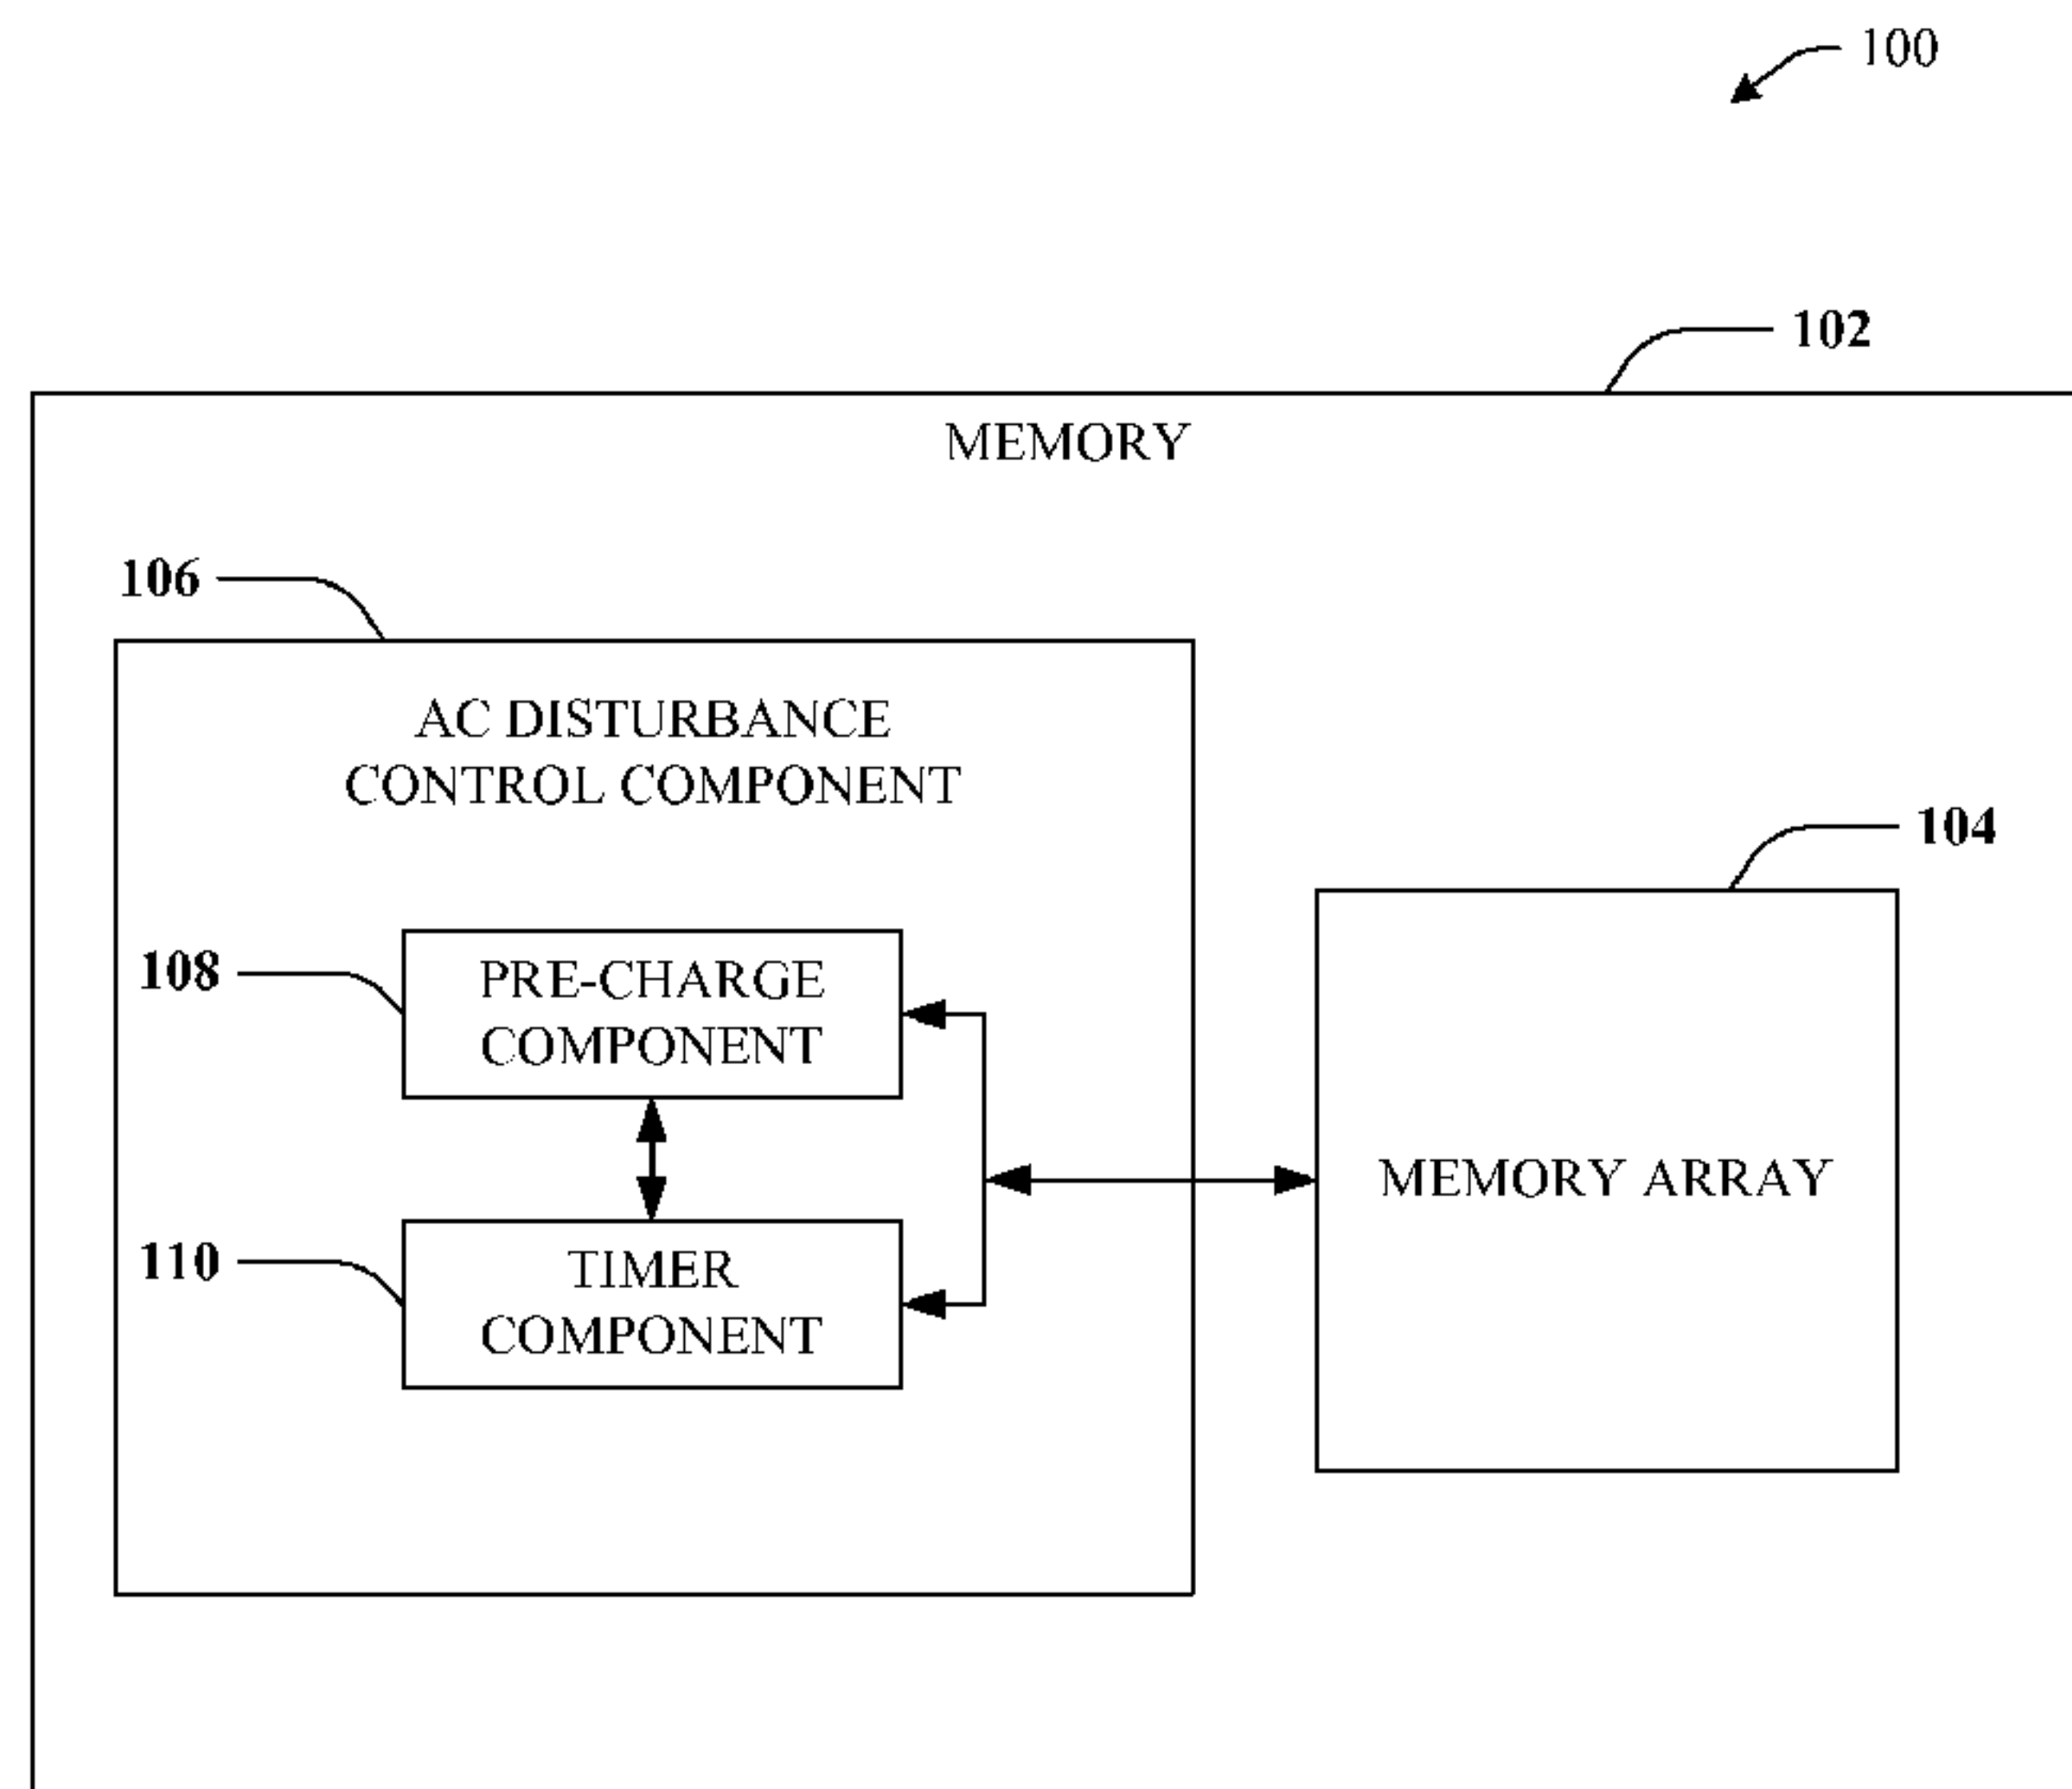 100
102
MEMORY
106
AC DISTURBANCE
CONTROL COMPONENT
104
108
PRE-CHARGE
COMPONENT
MEMORY ARRAY
110
TIMER
COMPONENT